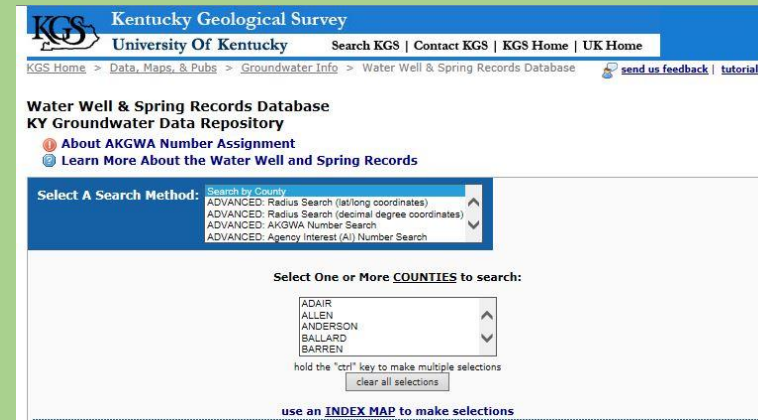 KGS
Kentucky Geological Survey
University Of Kentucky Search KGS | Contact KGS | KGS Home | UK Home
KGS Home > Data, Maps, & Pubs > Groundwater Info > Water Well & Spring Records Database send us feedback | tutorial
Water Well & Spring Records Database
KY Groundwater Data Repository
About AKGWA Number Assignment
Learn More About the Water Well and Spring Records
Select A Search Method: Search by County
ADVANCED: Radius Search (lat/long coordinates)
ADVANCED: Radius Search (decimal degree coordinates)
ADVANCED: AKGWA Number Search
ADVANCED: Agency Interest (AI) Number Search
Select One or More COUNTIES to search:
ADAIR
ALLEN
ANDERSON
BALLARD
BARREN
hold the "ctrl" key to make multiple selections
clear all selections
use an INDEX MAP to make selections